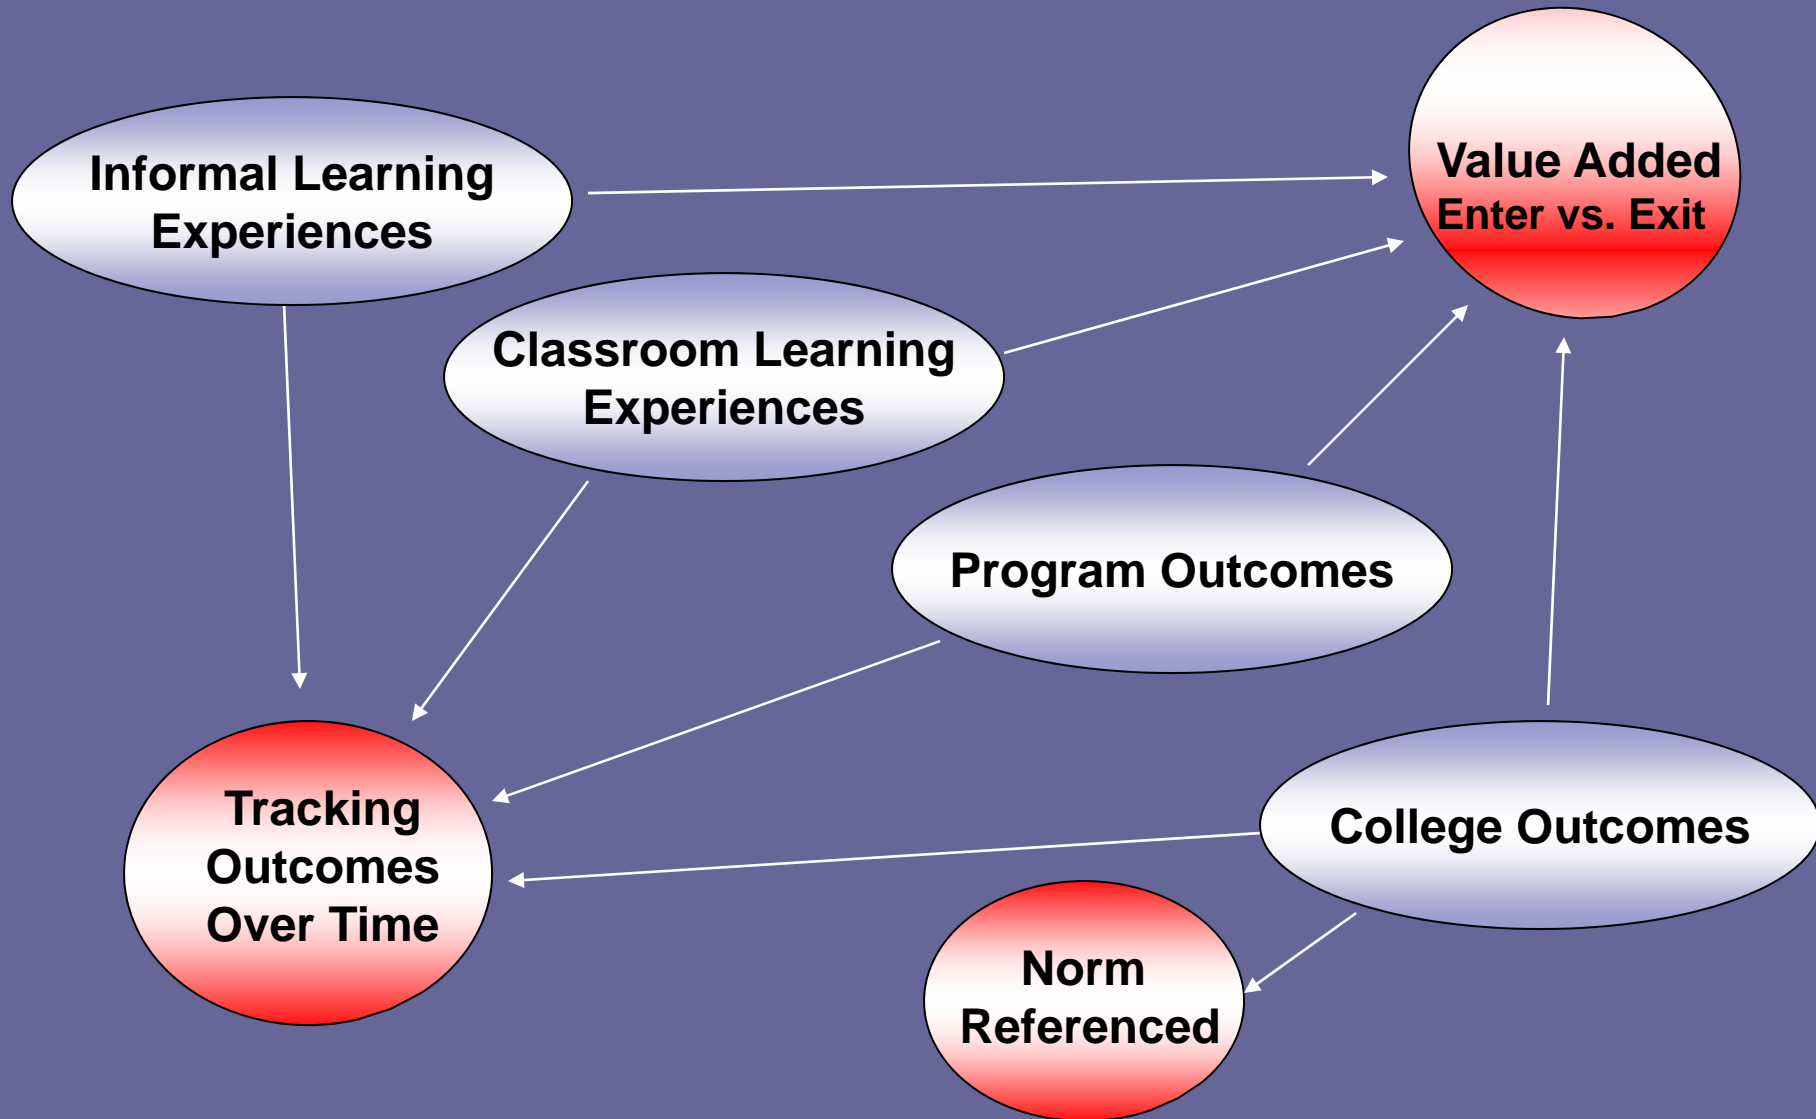 Informal Learning
Experiences
Value Added
Enter vs. Exit
Classroom Learning
Experiences
Program Outcomes
Tracking
Outcomes
Over Time
College Outcomes
Norm
Referenced